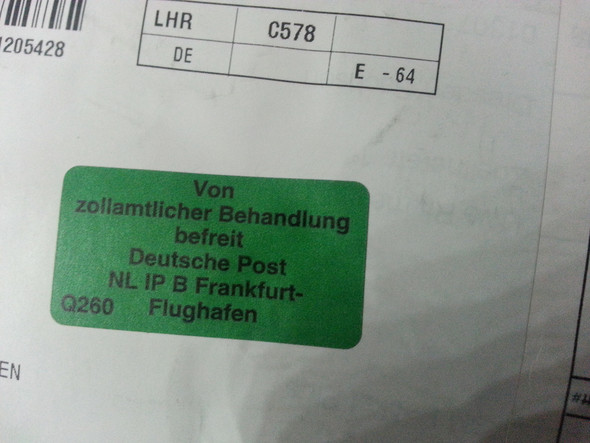 1205428
LHR C578
DE
E - 64
Von
zollamtlicher Behandlung
befreit
Deutsche Post
NL IP B Frankfurt-
Q260 Flughafen
EN